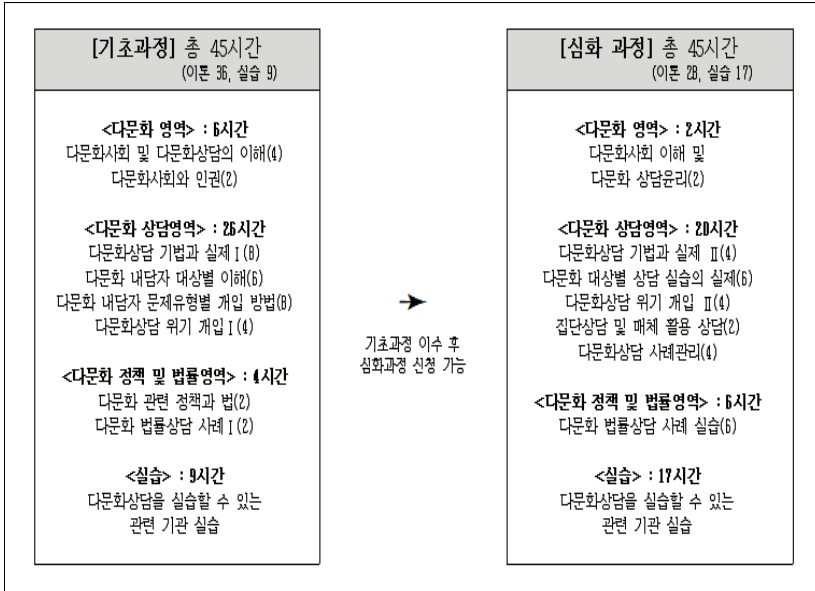 [기초과정] 총 45시간
(이론 36, 실습 9)
<다문화 영역> : 6시간
다문화사회 및 다문화상담의 이해(4)
다문화사회와 인권(2)
<다문화 상담영역> : 26시간
다문화상담 기법과 실제 I(8)
다문화 내담자 대상별 이해(6)
다문화 내담자 문제유형별 개입 방법(8)
다문화상담 위기 개입 I(4)
<다문화 정책 및 법률영역> : 4시간
다문화 관련 정책과 법(2)
다문화 법률상담 사례 I(2)
<실습> : 9시간
다문화상담을 실습할 수 있는
관련 기관 실습
➔
기초과정 이수 후
심화과정 신청 가능
[심화 과정] 총 45시간
(이론 28, 실습 17)
<다문화 영역> : 2시간
다문화사회 이해 및
다문화 상담윤리(2)
<다문화 상담영역> : 20시간
다문화상담 기법과 실제 Ⅱ(4)
다문화 대상별 상담 실습의 실제(6)
다문화상담 위기 개입 Ⅱ(4)
집단상담 및 매체 활용 상담(2)
다문화상담 사례관리(4)
<다문화 정책 및 법률영역> : 6시간
다문화 법률상담 사례 실습(6)
<실습> : 17시간
다문화상담을 실습할 수 있는
관련 기관 실습